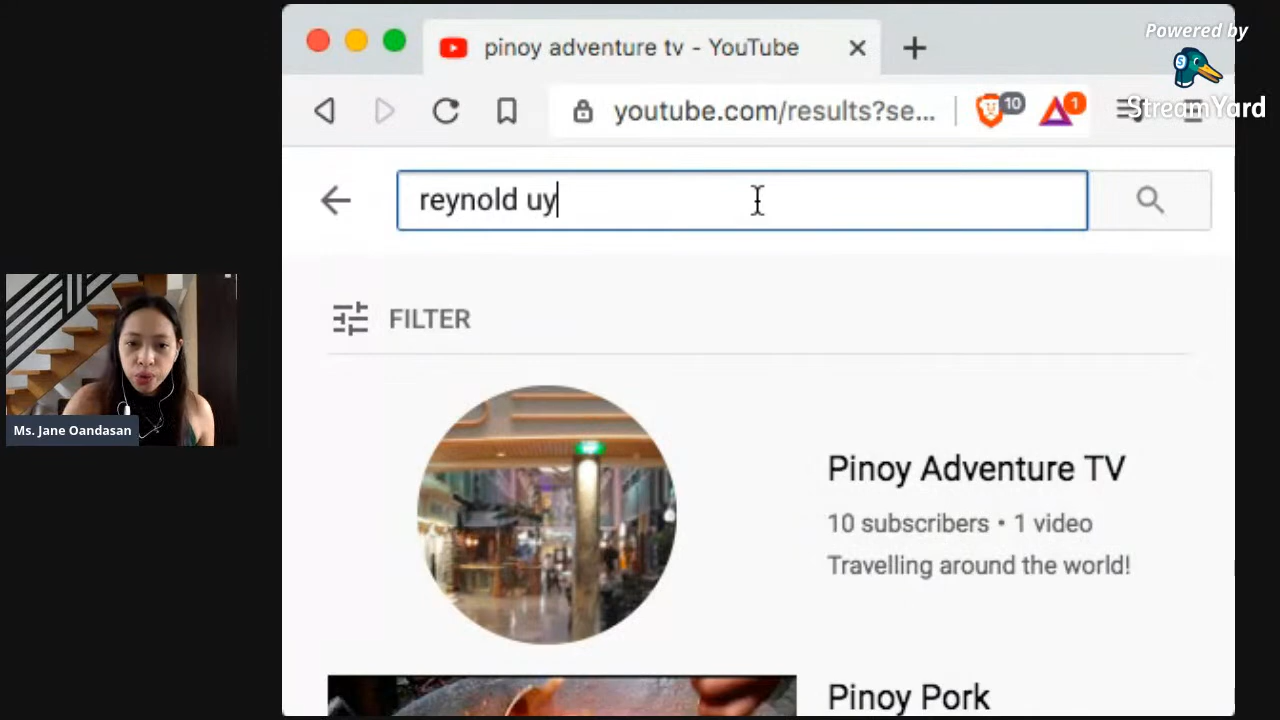 Powered by
StreamYard
pinoy adventure tv - YouTube
youtube.com/results?se...
10
1
reynold uy
FILTER
Pinoy Adventure TV
10 subscribers • 1 video
Travelling around the world!
Pinoy Pork
Ms. Jane Oandasan